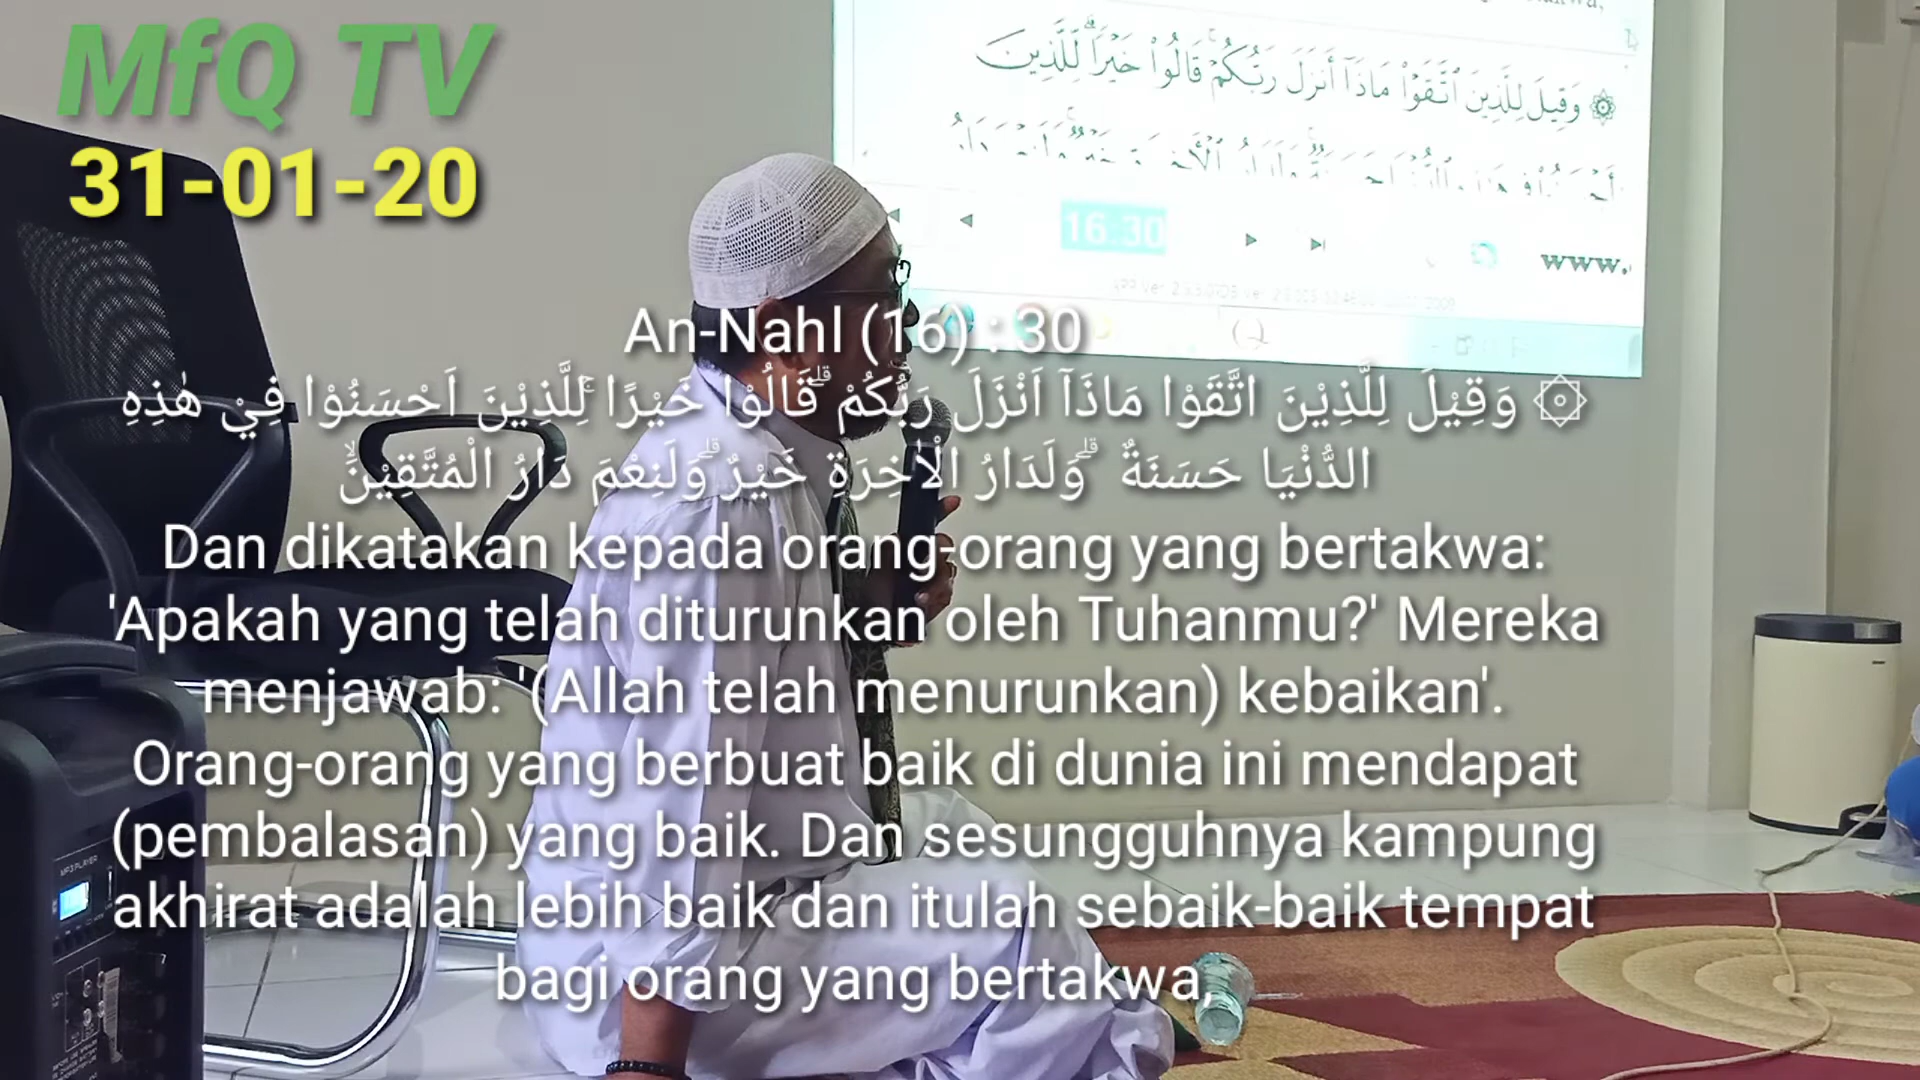 MfQ TV
31-01-20
وَقِيلَ لِلَّذِينَ ٱتَّقَوْا۟ مَاذَآ أَنزَلَ رَبُّكُمْ ۚ قَالُوا۟ خَيْرًا ۗ لِّلَّذِينَ
16:30
www.
An-Nahl (16) : 30
۞ وَقِيْلَ لِلَّذِيْنَ اتَّقَوْا مَاذَآ اَنْزَلَ رَبُّكُمْ ۗقَالُوْا خَيْرًا ۚلِلَّذِيْنَ اَحْسَنُوْا فِيْ هٰذِهِ
الدُّنْيَا حَسَنَةٌ ۗوَلَدَارُ الْاٰخِرَةِ خَيْرٌ ۗوَلَنِعْمَ دَارُ الْمُتَّقِيْنَۙ
Dan dikatakan kepada orang-orang yang bertakwa:
'Apakah yang telah diturunkan oleh Tuhanmu?' Mereka
menjawab: '(Allah telah menurunkan) kebaikan'.
Orang-orang yang berbuat baik di dunia ini mendapat
(pembalasan) yang baik. Dan sesungguhnya kampung
akhirat adalah lebih baik dan itulah sebaik-baik tempat
bagi orang yang bertakwa,
MP3 PLAYER